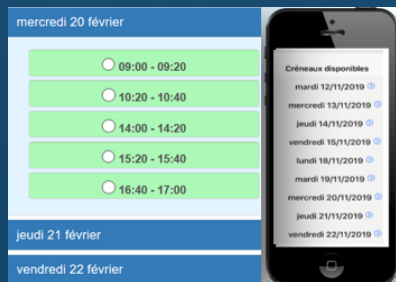 mercredi 20 février
09:00 - 09:20
10:20 - 10:40
14:00 - 14:20
15:20 - 15:40
16:40 - 17:00
jeudi 21 février
vendredi 22 février
Créneaux disponibles
mardi 12/11/2019
mercredi 13/11/2019
jeudi 14/11/2019
vendredi 15/11/2019
lundi 18/11/2019
mardi 19/11/2019
mercredi 20/11/2019
jeudi 21/11/2019
vendredi 22/11/2019